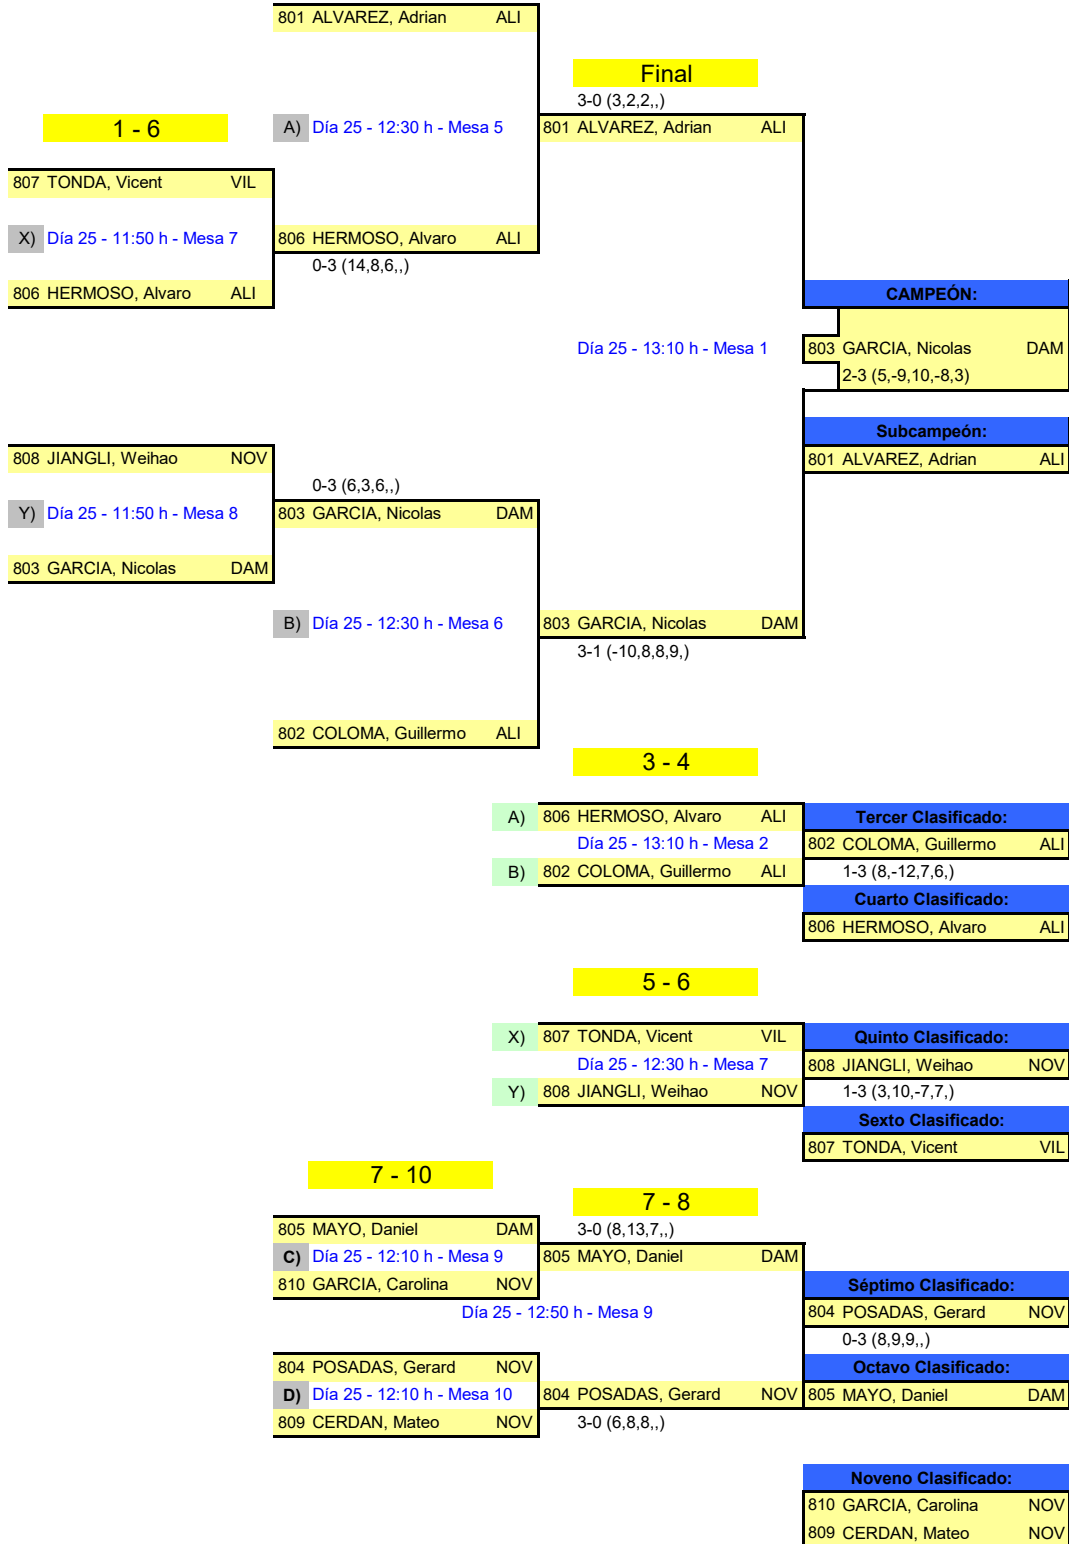 801 ALVAREZ, Adrian ALI
Final
3-0 (3,2,2,,)
1 - 6
A) Día 25 - 12:30 h - Mesa 5
801 ALVAREZ, Adrian ALI
807 TONDA, Vicent VIL
X) Día 25 - 11:50 h - Mesa 7
806 HERMOSO, Alvaro ALI
0-3 (14,8,6,,)
806 HERMOSO, Alvaro ALI
CAMPEÓN:
Día 25 - 13:10 h - Mesa 1
803 GARCIA, Nicolas DAM
2-3 (5,-9,10,-8,3)
Subcampeón:
808 JIANGLI, Weihao NOV
801 ALVAREZ, Adrian ALI
0-3 (6,3,6,,)
Y) Día 25 - 11:50 h - Mesa 8
803 GARCIA, Nicolas DAM
803 GARCIA, Nicolas DAM
B) Día 25 - 12:30 h - Mesa 6
803 GARCIA, Nicolas DAM
3-1 (-10,8,8,9,)
802 COLOMA, Guillermo ALI
3 - 4
A) 806 HERMOSO, Alvaro ALI
Tercer Clasificado:
Día 25 - 13:10 h - Mesa 2
802 COLOMA, Guillermo ALI
B) 802 COLOMA, Guillermo ALI
1-3 (8,-12,7,6,)
Cuarto Clasificado:
806 HERMOSO, Alvaro ALI
5 - 6
X) 807 TONDA, Vicent VIL
Quinto Clasificado:
Día 25 - 12:30 h - Mesa 7
808 JIANGLI, Weihao NOV
Y) 808 JIANGLI, Weihao NOV
1-3 (3,10,-7,7,)
Sexto Clasificado:
807 TONDA, Vicent VIL
7 - 10
7 - 8
805 MAYO, Daniel DAM
3-0 (8,13,7,,)
C) Día 25 - 12:10 h - Mesa 9
805 MAYO, Daniel DAM
810 GARCIA, Carolina NOV
Séptimo Clasificado:
Día 25 - 12:50 h - Mesa 9
804 POSADAS, Gerard NOV
0-3 (8,9,9,,)
804 POSADAS, Gerard NOV
Octavo Clasificado:
D) Día 25 - 12:10 h - Mesa 10
804 POSADAS, Gerard NOV
805 MAYO, Daniel DAM
809 CERDAN, Mateo NOV
3-0 (6,8,8,,)
Noveno Clasificado:
810 GARCIA, Carolina NOV
809 CERDAN, Mateo NOV